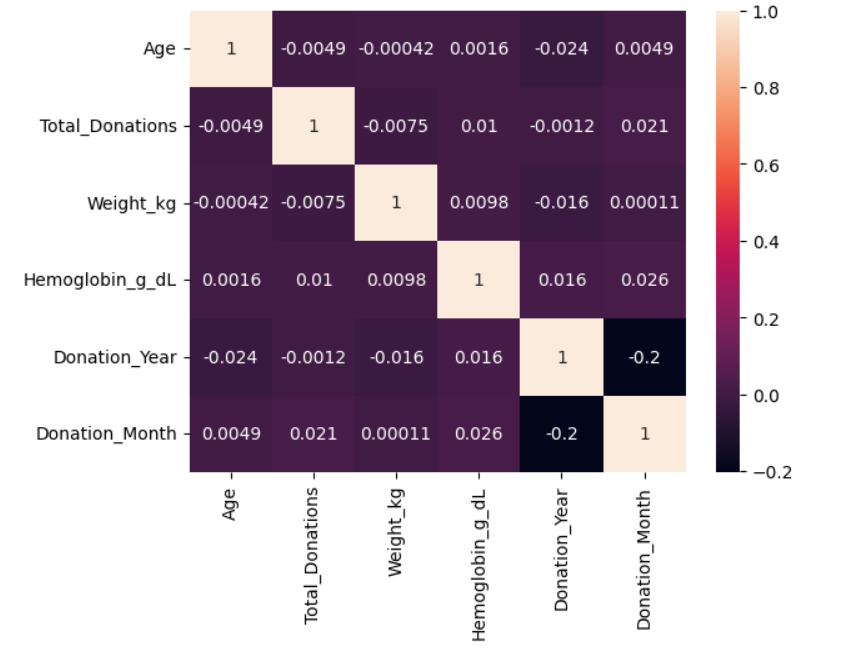 1.0
Age 1 -0.0049 -0.00042 0.0016 -0.024 0.0049
0.8
Total_Donations -0.0049 1 -0.0075 0.01 -0.0012 0.021
0.6
Weight_kg -0.00042 -0.0075 1 0.0098 -0.016 0.00011
0.4
Hemoglobin_g_dL 0.0016 0.01 0.0098 1 0.016 0.026
0.2
Donation_Year -0.024 -0.0012 -0.016 0.016 1 -0.2
0.0
Donation_Month 0.0049 0.021 0.00011 0.026 -0.2 1
−0.2
Age
Total_Donations
Weight_kg
Hemoglobin_g_dL
Donation_Year
Donation_Month